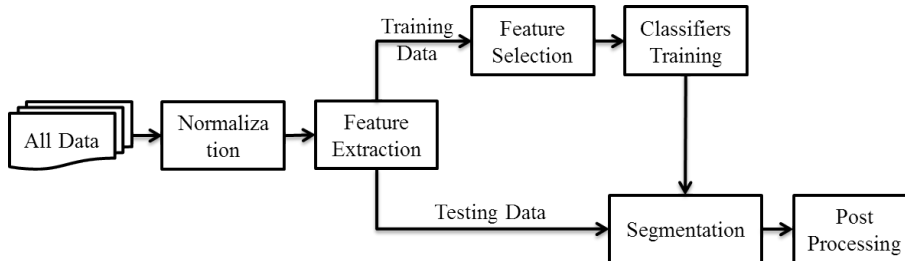 Training
Data
Feature
Selection
Classifiers
Training
All Data
Normaliza
tion
Feature
Extraction
Testing Data
Segmentation
Post
Processing